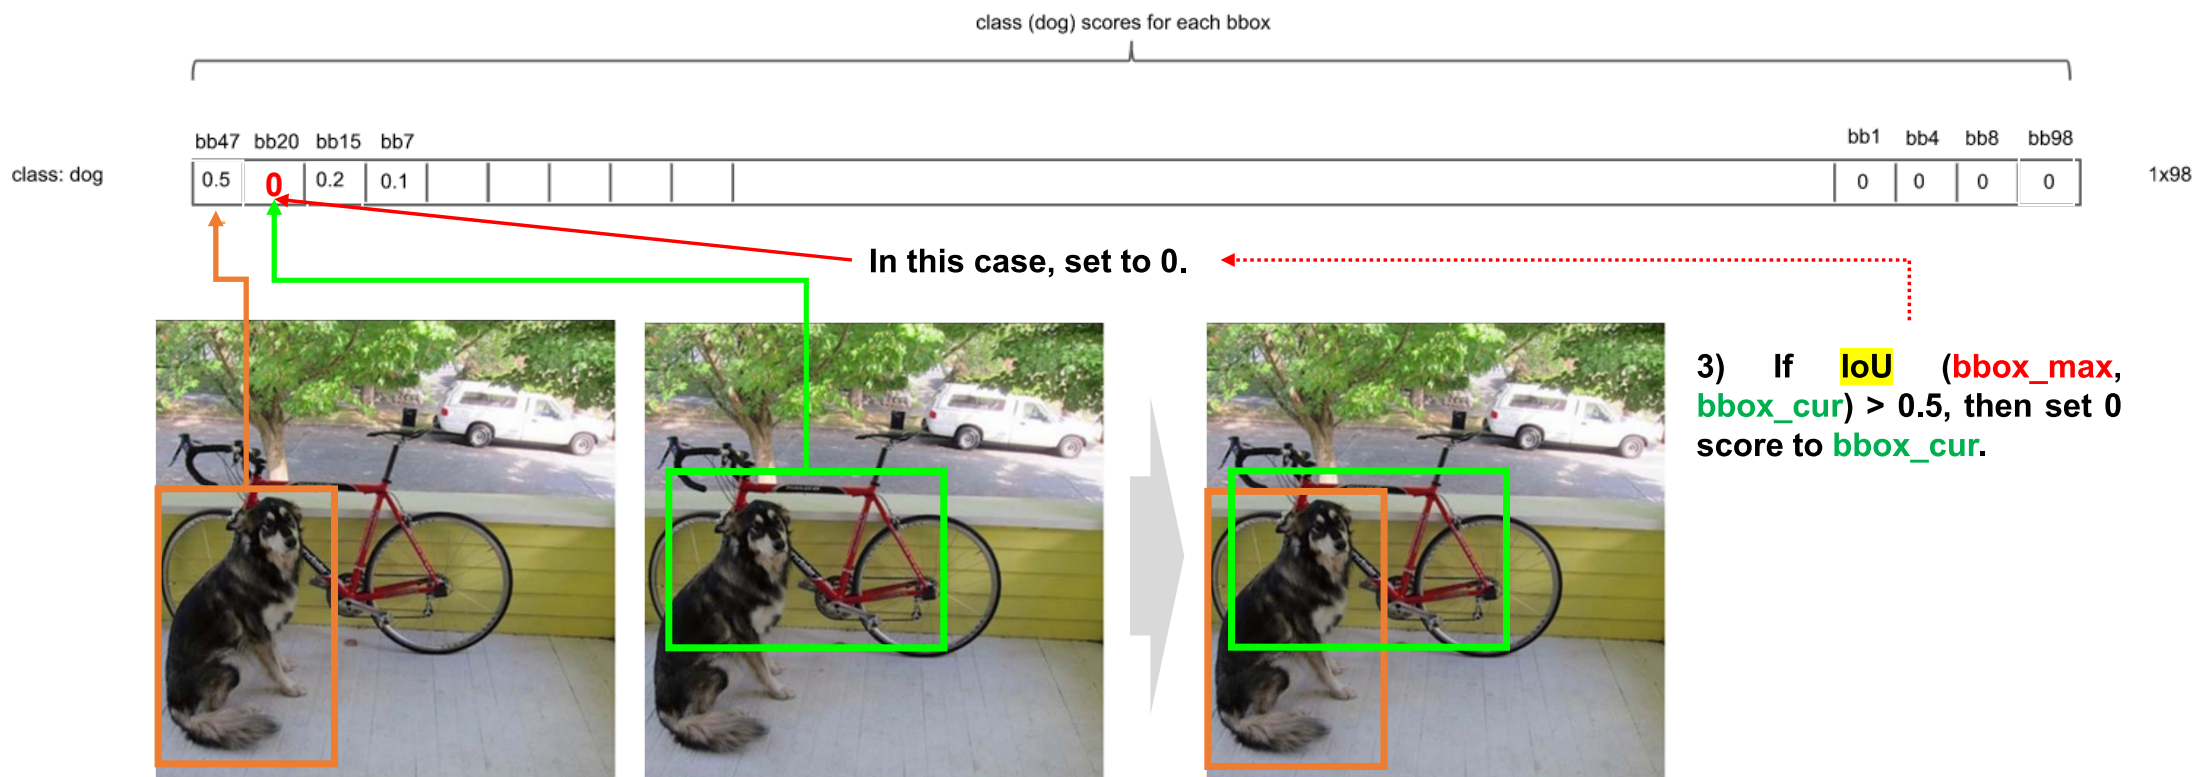 class (dog) scores for each bbox
bb47 bb20 bb15 bb7 bb1 bb4 bb8 bb98
class: dog 0.5 0 0.2 0.1 0 0 0 0 1x98
In this case, set to 0.
3) If IoU (bbox_max,
bbox_cur) > 0.5, then set 0
score to bbox_cur.